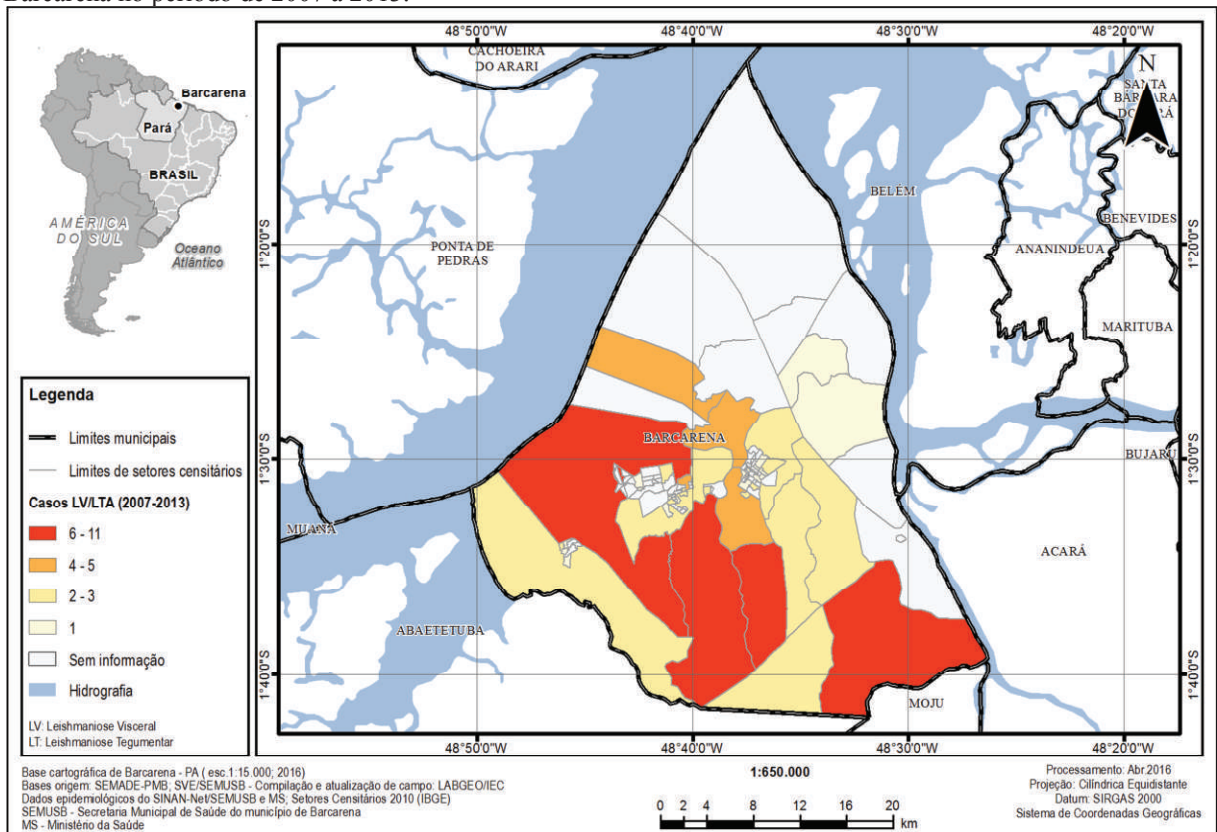 Barcarena no período de 2007 a 2013.
48°50'0"O 48°40'0"O 48°30'0"O 48°20'0"O
CACHOEIRA
DO ARARI
N
SANTA
BÁRBARA
DO PARÁ
Barcarena
Pará
BRASIL
AMÉRICA
DO SUL
Oceano
Atlântico
BELÉM
BENEVIDES
1°20'0"S
PONTA DE
PEDRAS
ANANINDEUA
1°20'0"S
MARITUBA
BARCARENA
1°30'0"S
BUJARU
1°30'0"S
MUANÁ
ACARÁ
ABAETETUBA
1°40'0"S
MOJU
1°40'0"S
48°50'0"O 48°40'0"O 48°30'0"O 48°20'0"O
Legenda
Limites municipais
Limites de setores censitários
Casos LV/LTA (2007-2013)
6 - 11
4 - 5
2 - 3
1
Sem informação
Hidrografia
LV: Leishmaniose Visceral
LT: Leishmaniose Tegumentar
Base cartográfica de Barcarena - PA ( esc.1:15.000; 2016)
Bases origem: SEMADE-PMB; SVE/SEMUSB - Compilação e atualização de campo: LABGEO/IEC
Dados epidemiológicos do SINAN-Net/SEMUSB e MS; Setores Censitários 2010 (IBGE)
SEMUSB - Secretaria Municipal de Saúde do município de Barcarena
MS - Ministério da Saúde
1:650.000
0 2 4 8 12 16 20
km
Processamento: Abr.2016
Projeção: Cilíndrica Equidistante
Datum: SIRGAS 2000
Sistema de Coordenadas Geográficas